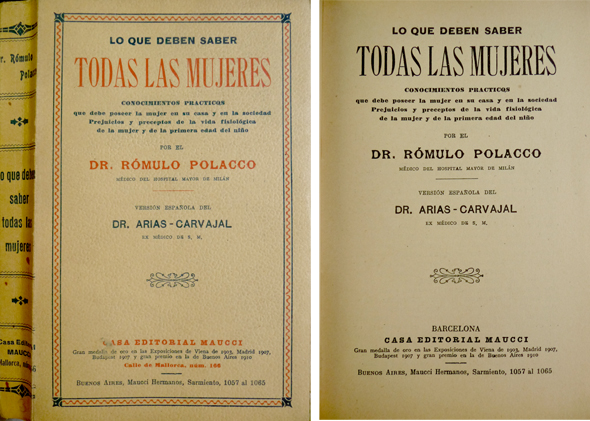 r. Rómulo
Polacco
o que debe
saber
todas las
mujeres
Casa Edit
MAUCCI
Mallorca,
LO QUE DEBEN SABER
TODAS LAS MUJERES
CONOCIMIENTOS PRACTICOS
que debe poseer la mujer en su casa y en la sociedad
Prejuicios y preceptos de la vida fisiológica
de la mujer y de la primera edad del niño
POR EL
DR. RÓMULO POLACCO
MÉDICO DEL HOSPITAL MAYOR DE MILÁN
VERSIÓN ESPAÑOLA DEL
DR. ARIAS-CARVAJAL
EX MÉDICO DE S. M.
CASA EDITORIAL MAUCCI
Gran medalla de oro en las Exposiciones de Viena de 1903, Madrid 1907,
Budapest 1907 y gran premio en la de Buenos Aires 1910
Calle de Mallorca, núm. 166
BUENOS AIRES, Maucci Hermanos, Sarmiento, 1057 al 1065
LO QUE DEBEN SABER
TODAS LAS MUJERES
CONOCIMIENTOS PRACTICOS
que debe poseer la mujer en su casa y en la sociedad
Prejuicios y preceptos de la vida fisiológica
de la mujer y de la primera edad del niño
POR EL
DR. RÓMULO POLACCO
MÉDICO DEL HOSPITAL MAYOR DE MILÁN
VERSIÓN ESPAÑOLA DEL
DR. ARIAS-CARVAJAL
EX MÉDICO DE S. M.
BARCELONA
CASA EDITORIAL MAUCCI
Gran medalla de oro en las Exposiciones de Viena de 1903, Madrid 1907,
Budapest 1907 y gran premio en la de Buenos Aires 1910
BUENOS AIRES, Maucci Hermanos, Sarmiento, 1057 al 1065